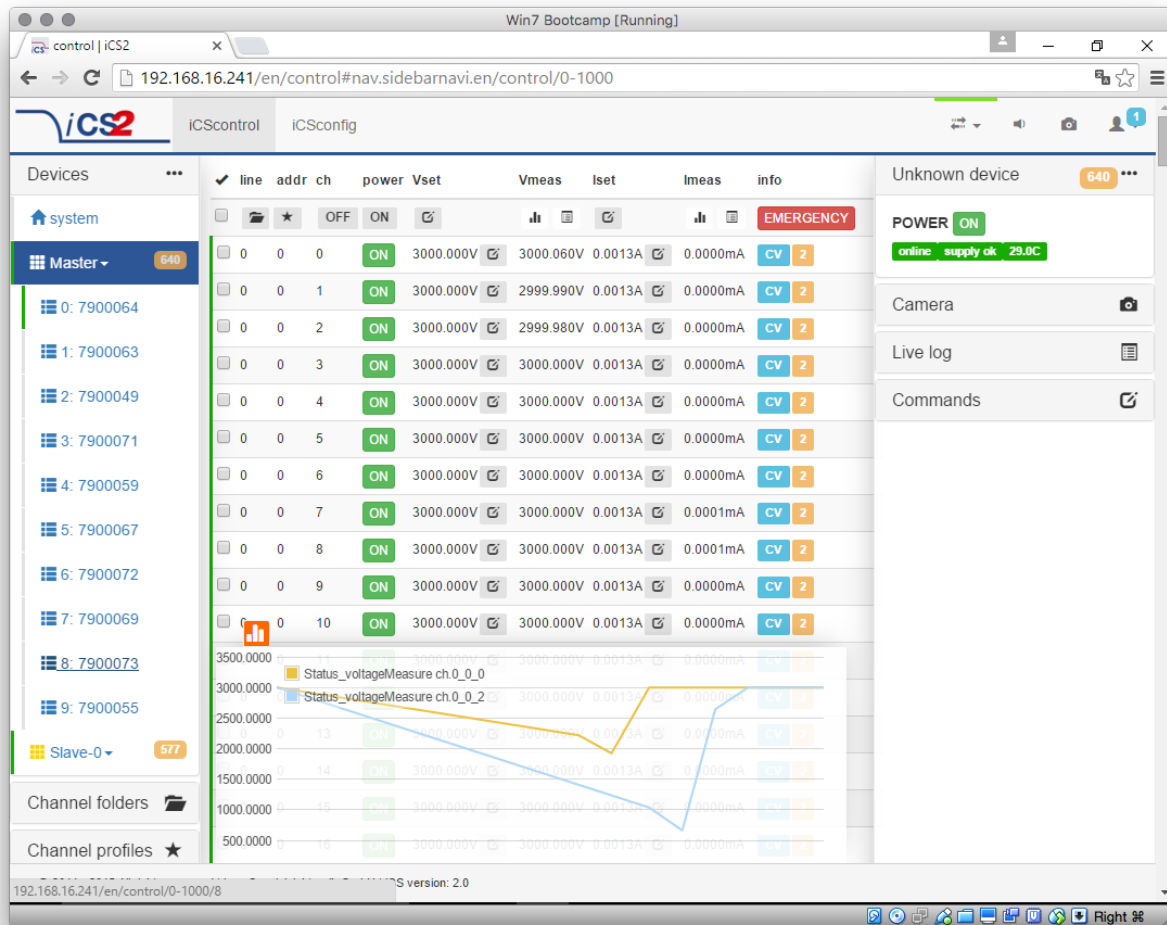 Win7 Bootcamp [Running]
control | iCS2
192.168.16.241/en/control#nav.sidebarnavi.en/control/0-1000
iCS2
iCScontrol
iCSconfig
1
Devices
system
Master 640
0: 7900064
1: 7900063
2: 7900049
3: 7900071
4: 7900059
5: 7900067
6: 7900072
7: 7900069
8: 7900073
9: 7900055
Slave-0 577
Channel folders
Channel profiles
line addr ch power Vset Vmeas Iset Imeas info
OFF ON EMERGENCY
0 0 0 ON 3000.000V 3000.060V 0.0013A 0.0000mA CV 2
0 0 1 ON 3000.000V 2999.990V 0.0013A 0.0000mA CV 2
0 0 2 ON 3000.000V 2999.980V 0.0013A 0.0000mA CV 2
0 0 3 ON 3000.000V 3000.000V 0.0013A 0.0000mA CV 2
0 0 4 ON 3000.000V 3000.000V 0.0013A 0.0000mA CV 2
0 0 5 ON 3000.000V 3000.000V 0.0013A 0.0000mA CV 2
0 0 6 ON 3000.000V 3000.000V 0.0013A 0.0000mA CV 2
0 0 7 ON 3000.000V 3000.000V 0.0013A 0.0001mA CV 2
0 0 8 ON 3000.000V 3000.000V 0.0013A 0.0001mA CV 2
0 0 9 ON 3000.000V 3000.000V 0.0013A 0.0000mA CV 2
0 0 10 ON 3000.000V 3000.000V 0.0013A 0.0000mA CV 2
3500.0000
3000.0000
2500.0000
2000.0000
1500.0000
1000.0000
500.0000
Status_voltageMeasure ch.0_0_0
Status_voltageMeasure ch.0_0_2
Unknown device 640
POWER ON
online supply ok 29.0C
Camera
Live log
Commands
version: 2.0
192.168.16.241/en/control/0-1000/8
Right ⌘